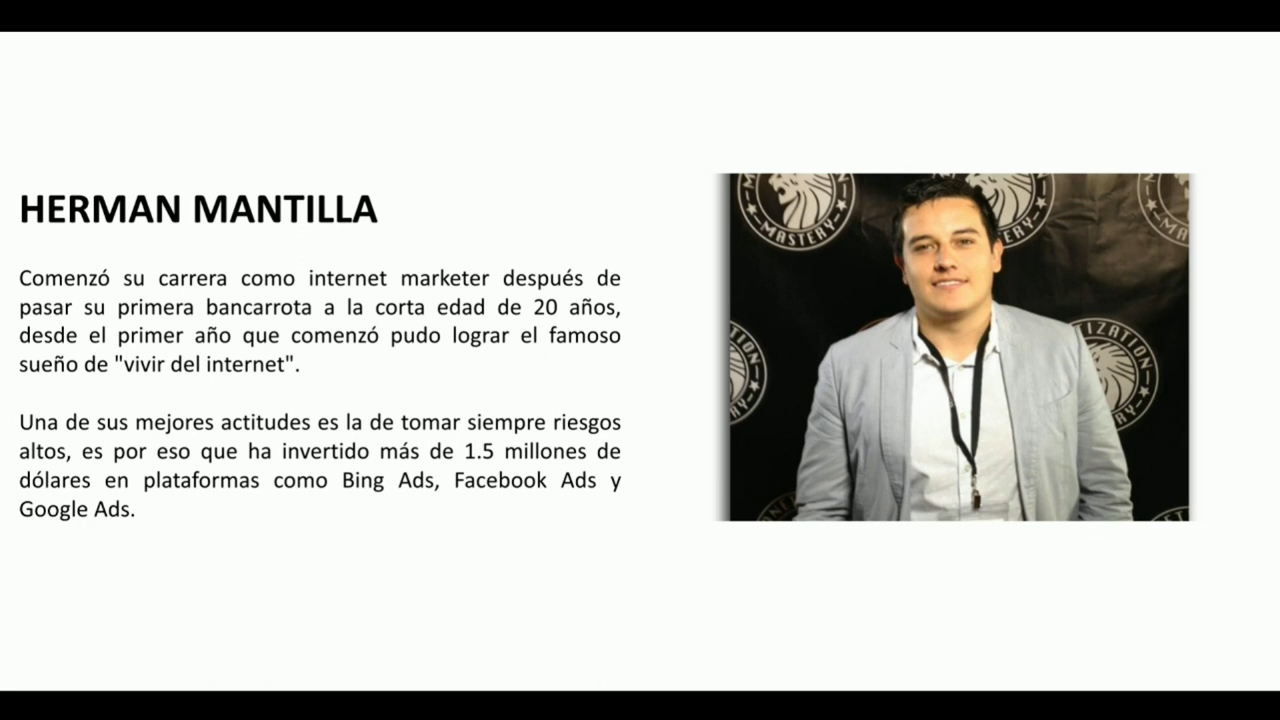 HERMAN MANTILLA
Comenzó su carrera como internet marketer después de
pasar su primera bancarrota a la corta edad de 20 años,
desde el primer año que comenzó pudo lograr el famoso
sueño de "vivir del internet".
Una de sus mejores actitudes es la de tomar siempre riesgos
altos, es por eso que ha invertido más de 1.5 millones de
dólares en plataformas como Bing Ads, Facebook Ads y
Google Ads.
MASTERY